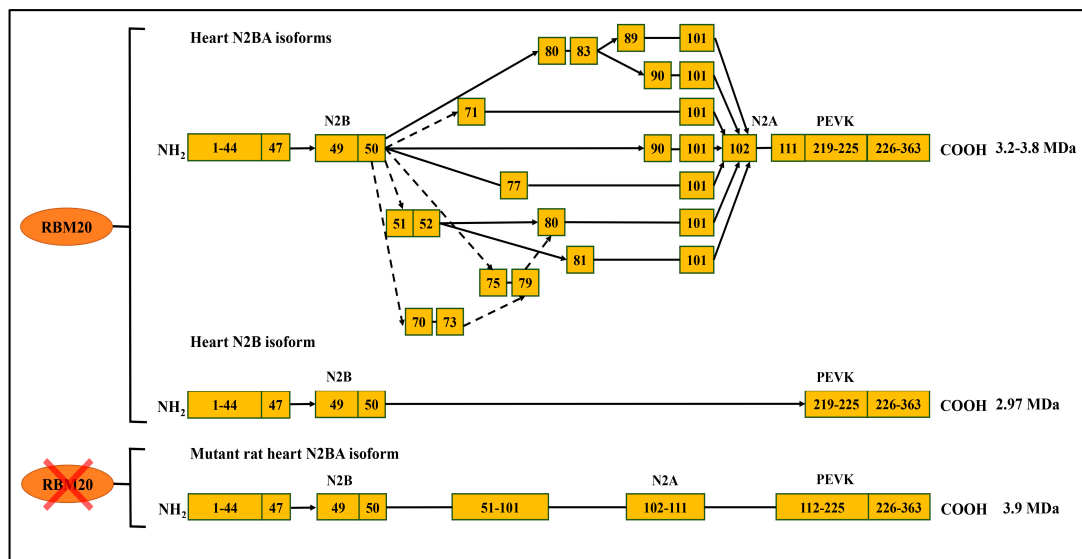 Heart N2BA isoforms
80 83 89 101
90 101
71 101
N2B N2A PEVK
NH2 1-44 47 49 50 90 101 102 111 219-225 226-363 COOH 3.2-3.8 MDa
77 101
51 52 80 101
RBM20
81 101
75 79
70 73
Heart N2B isoform
N2B PEVK
NH2 1-44 47 49 50 219-225 226-363 COOH 2.97 MDa
Mutant rat heart N2BA isoform
RBM20
N2B N2A PEVK
NH2 1-44 47 49 50 51-101 102-111 112-225 226-363 COOH 3.9 MDa